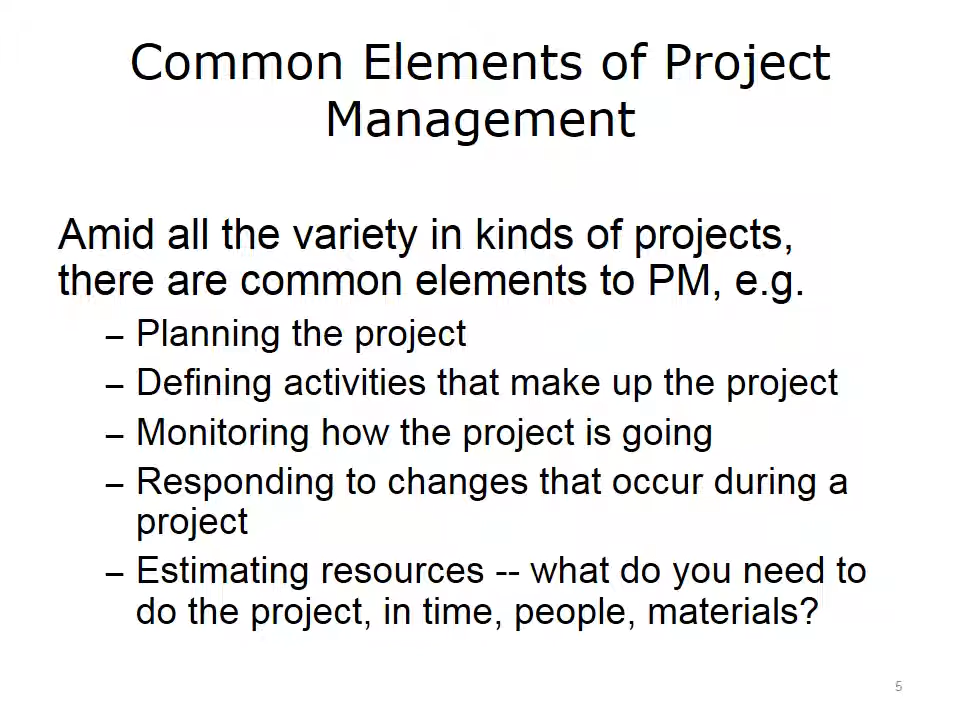 Common Elements of Project
Management
Amid all the variety in kinds of projects,
there are common elements to PM, e.g.
– Planning the project
– Defining activities that make up the project
– Monitoring how the project is going
– Responding to changes that occur during a
project
– Estimating resources -- what do you need to
do the project, in time, people, materials?
5